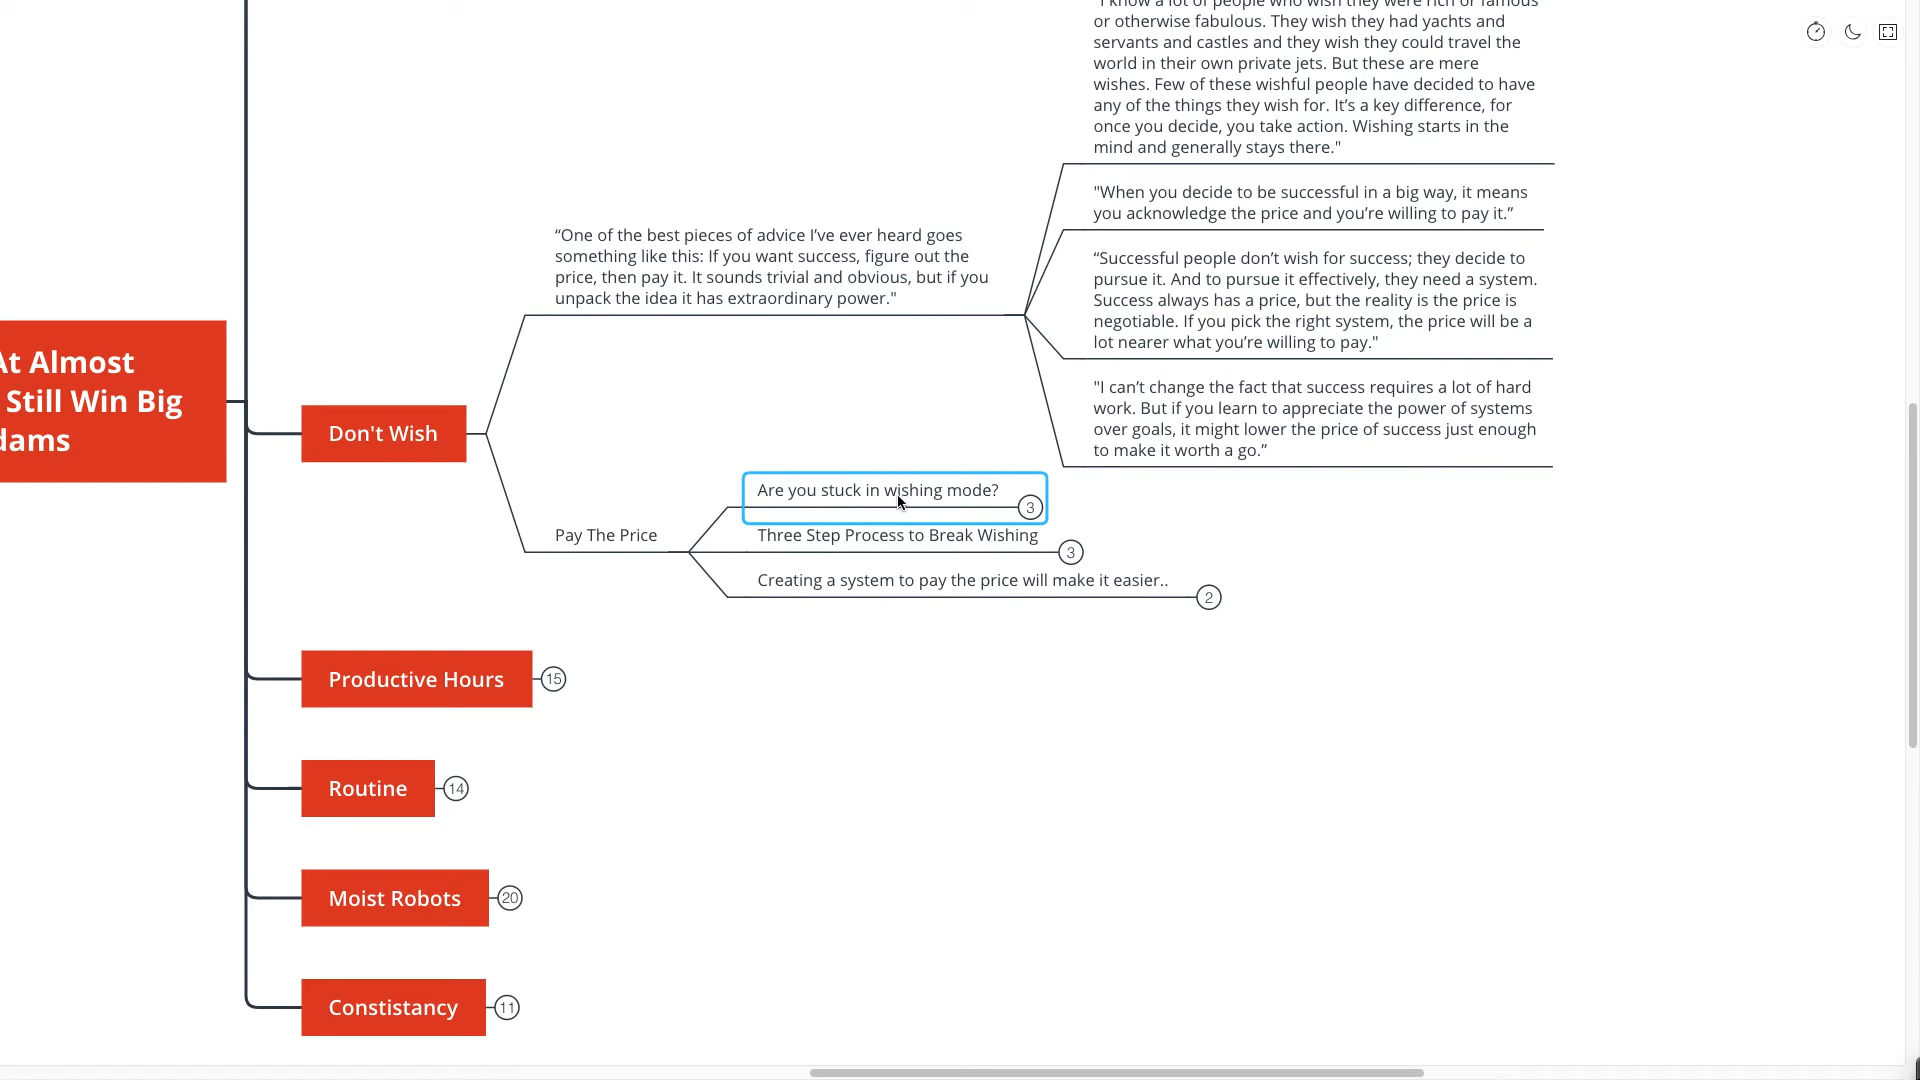 "I know a lot of people who wish they were rich or famous
or otherwise fabulous. They wish they had yachts and
servants and castles and they wish they could travel the
world in their own private jets. But these are mere
wishes. Few of these wishful people have decided to have
any of the things they wish for. It’s a key difference, for
once you decide, you take action. Wishing starts in the
mind and generally stays there."
"When you decide to be successful in a big way, it means
you acknowledge the price and you’re willing to pay it.”
“One of the best pieces of advice I’ve ever heard goes
something like this: If you want success, figure out the
price, then pay it. It sounds trivial and obvious, but if you
unpack the idea it has extraordinary power."
“Successful people don’t wish for success; they decide to
pursue it. And to pursue it effectively, they need a system.
Success always has a price, but the reality is the price is
negotiable. If you pick the right system, the price will be a
lot nearer what you’re willing to pay."
"I can’t change the fact that success requires a lot of hard
work. But if you learn to appreciate the power of systems
over goals, it might lower the price of success just enough
to make it worth a go.”
At Almost
Still Win Big
dams
Don't Wish
Are you stuck in wishing mode?
3
Pay The Price
Three Step Process to Break Wishing
3
Creating a system to pay the price will make it easier..
2
Productive Hours
15
Routine
14
Moist Robots
20
Constistancy
11